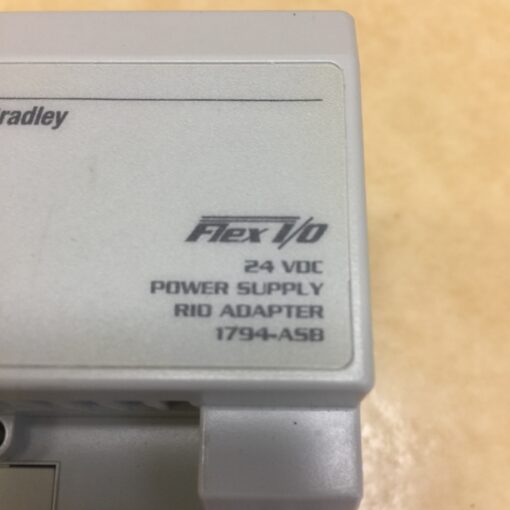 radley
Flex I/O
24 VDC
POWER SUPPLY
RIO ADAPTER
1794-ASB